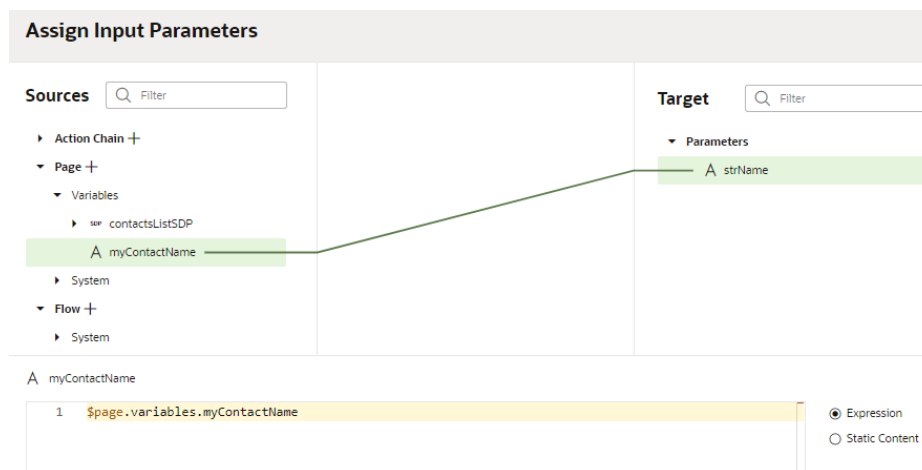 Assign Input Parameters
Sources
Filter
Action Chain
Page
Variables
SDP contactsListSDP
A myContactName
System
Flow
System
Target
Filter
Parameters
A strName
A myContactName
1 $page.variables.myContactName
Expression
Static Content